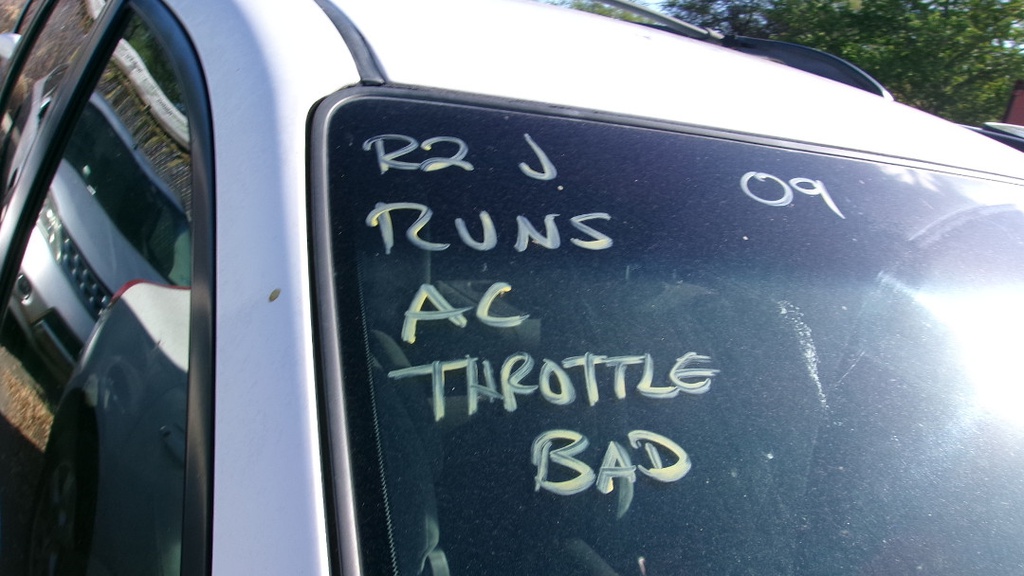 R2 J. 09
RUNS
AC
THROTTLE
BAD